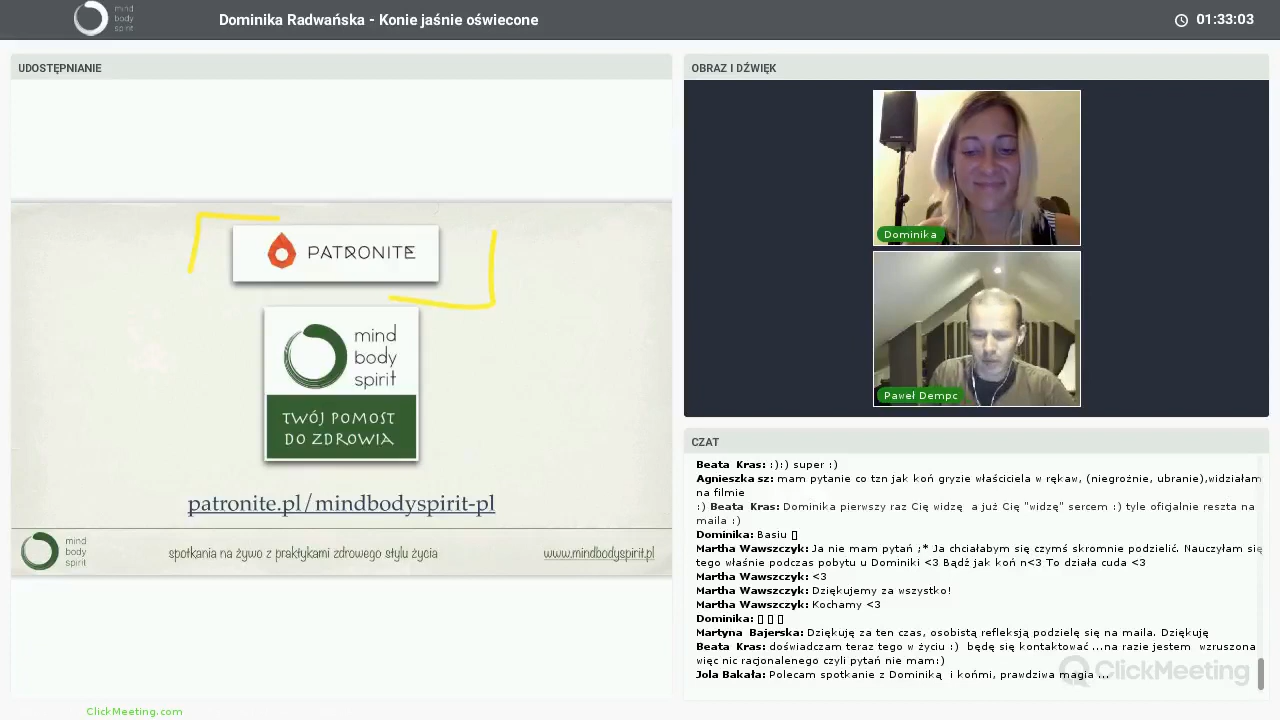 mind
body
spirit
Dominika Radwańska - Konie jaśnie oświecone
01:33:03
UDOSTĘPNIANIE
PATRONITE
mind
body
spirit
TWÓJ POMOST
DO ZDROWIA
patronite.pl/mindbodyspirit-pl
mind
body
spirit
spotkania na żywo z praktykami zdrowego stylu życia
www.mindbodyspirit.pl
OBRAZ I DŹWIĘK
Dominika
Paweł Dempc
CZAT
Beata Kras: :):) super :)
Agnieszka sz: mam pytanie co tzn jak koń gryzie właściciela w rękaw, (niegroźnie, ubranie),widziałam
na filmie
:) Beata Kras: Dominika pierwszy raz Cię widzę a już Cię "widzę" sercem :) tyle oficjalnie reszta na
maila :)
Dominika: Basiu
Martha Wawszczyk: Ja nie mam pytań ;* Ja chciałabym się czymś skromnie podzielić. Nauczyłam się
tego właśnie podczas pobytu u Dominiki <3 Bądź jak koń n<3 To działa cuda <3
Martha Wawszczyk: <3
Martha Wawszczyk: Dziękujemy za wszystko!
Martha Wawszczyk: Kochamy <3
Dominika:
Martyna Bajerska: Dziękuję za ten czas, osobistą refleksją podzielę się na maila. Dziękuję
Beata Kras: doświadczam teraz tego w życiu :) będę się kontaktować ...na razie jestem wzruszona
więc nic racjonalenego czyli pytań nie mam:)
Jola Bakała: Polecam spotkanie z Dominiką i końmi, prawdziwa magia ...
ClickMeeting
ClickMeeting.com